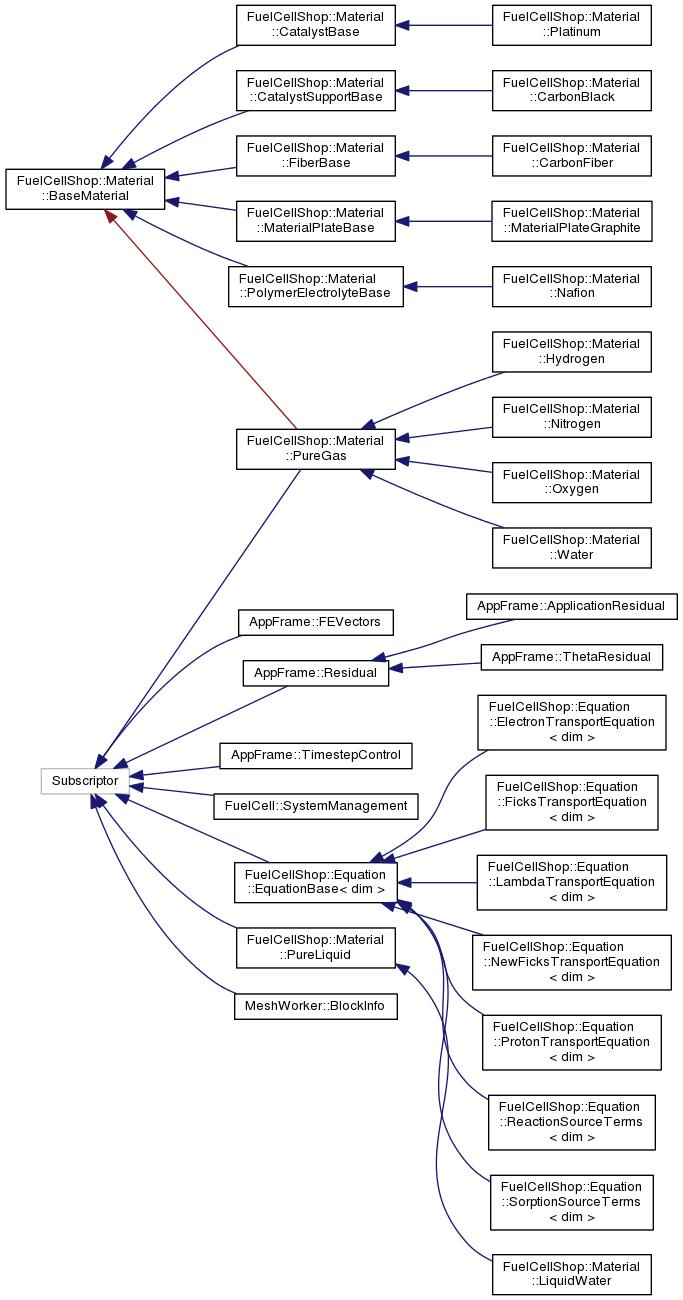 FuelCellShop::Material
::CatalystBase
FuelCellShop::Material
::Platinum
FuelCellShop::Material
::CatalystSupportBase
FuelCellShop::Material
::CarbonBlack
FuelCellShop::Material
::FiberBase
FuelCellShop::Material
::CarbonFiber
FuelCellShop::Material
::BaseMaterial
FuelCellShop::Material
::MaterialPlateBase
FuelCellShop::Material
::MaterialPlateGraphite
FuelCellShop::Material
::PolymerElectrolyteBase
FuelCellShop::Material
::Nafion
FuelCellShop::Material
::Hydrogen
FuelCellShop::Material
::Nitrogen
FuelCellShop::Material
::PureGas
FuelCellShop::Material
::Oxygen
FuelCellShop::Material
::Water
AppFrame::ApplicationResidual
AppFrame::FEVectors
AppFrame::ThetaResidual
AppFrame::Residual
FuelCellShop::Equation
::ElectronTransportEquation
< dim >
AppFrame::TimestepControl
Subscriptor
FuelCell::SystemManagement
FuelCellShop::Equation
::FicksTransportEquation
< dim >
FuelCellShop::Equation
::EquationBase< dim >
FuelCellShop::Equation
::LambdaTransportEquation
< dim >
FuelCellShop::Material
::PureLiquid
FuelCellShop::Equation
::NewFicksTransportEquation
< dim >
MeshWorker::BlockInfo
FuelCellShop::Equation
::ProtonTransportEquation
< dim >
FuelCellShop::Equation
::ReactionSourceTerms
< dim >
FuelCellShop::Equation
::SorptionSourceTerms
< dim >
FuelCellShop::Material
::LiquidWater